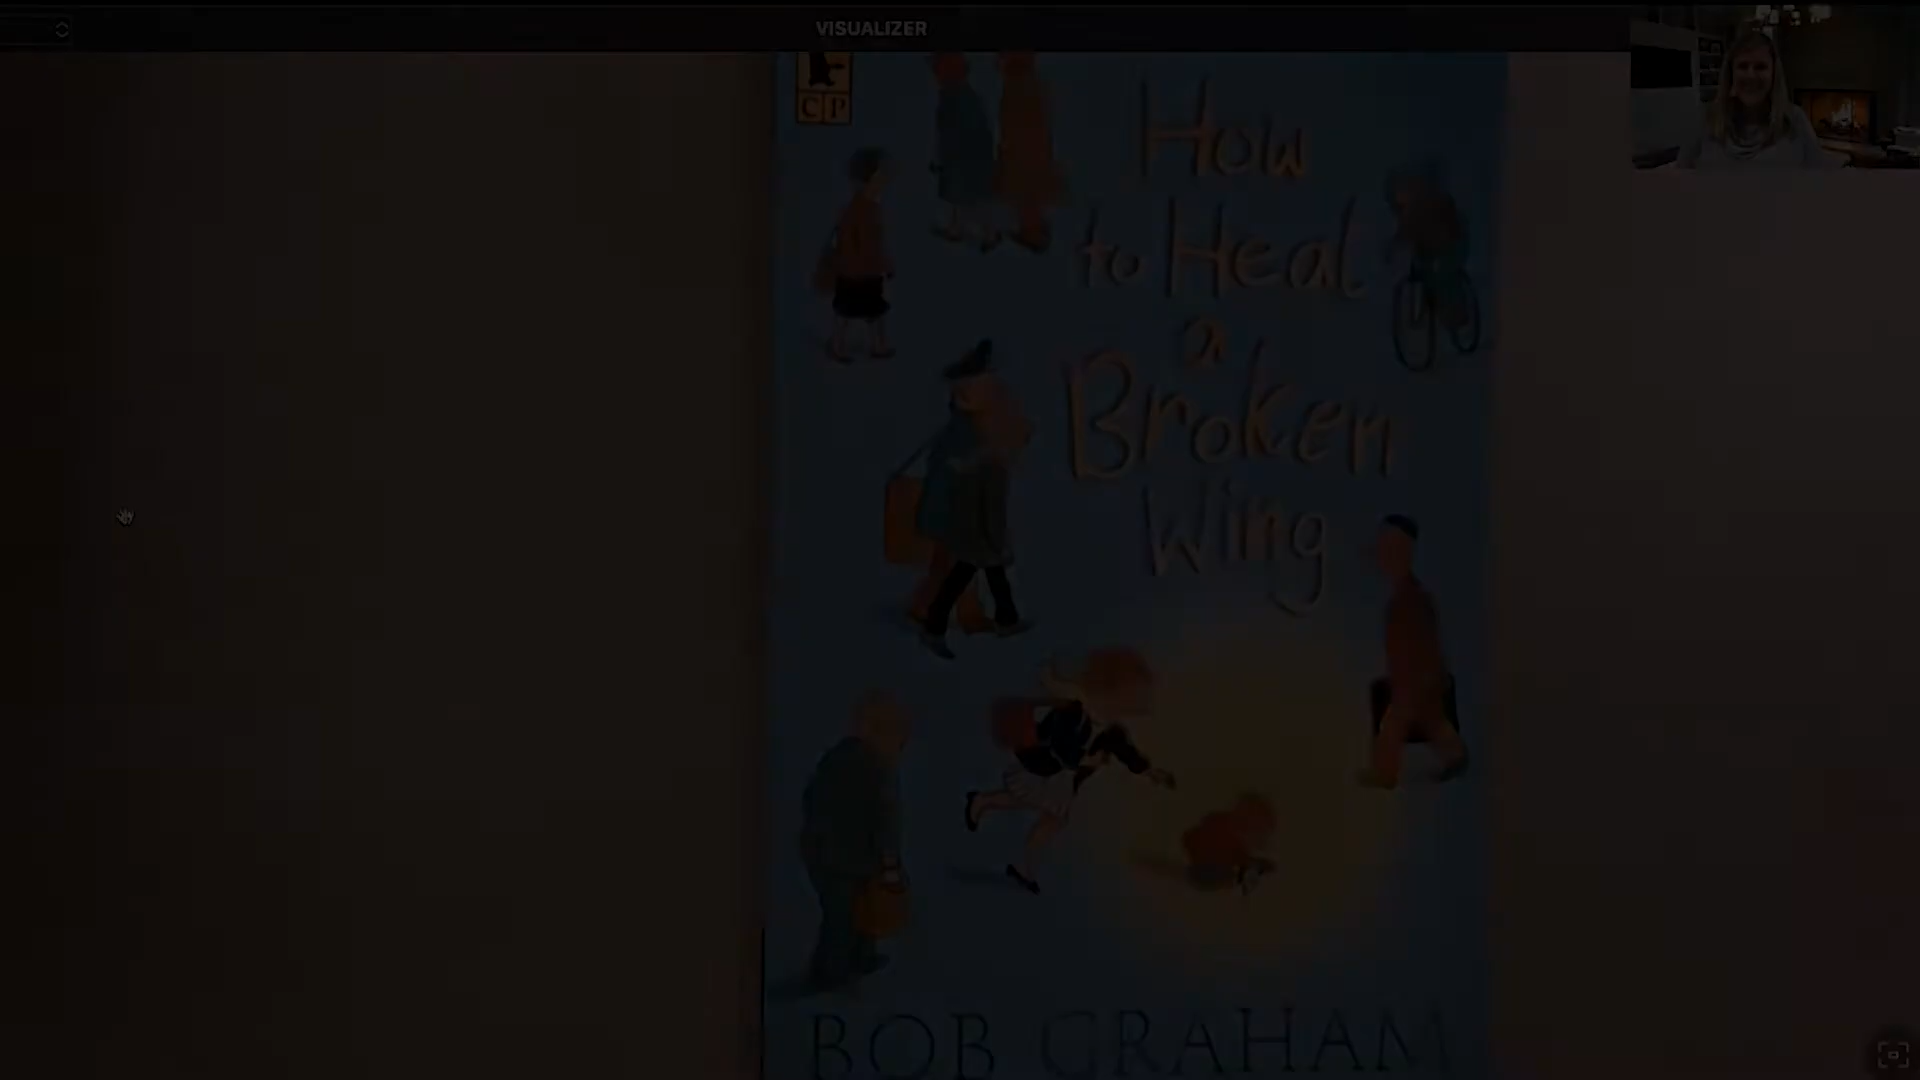 VISUALIZER
CP
How
to Heal
a
Broken
Wing
BOB GRAHAM